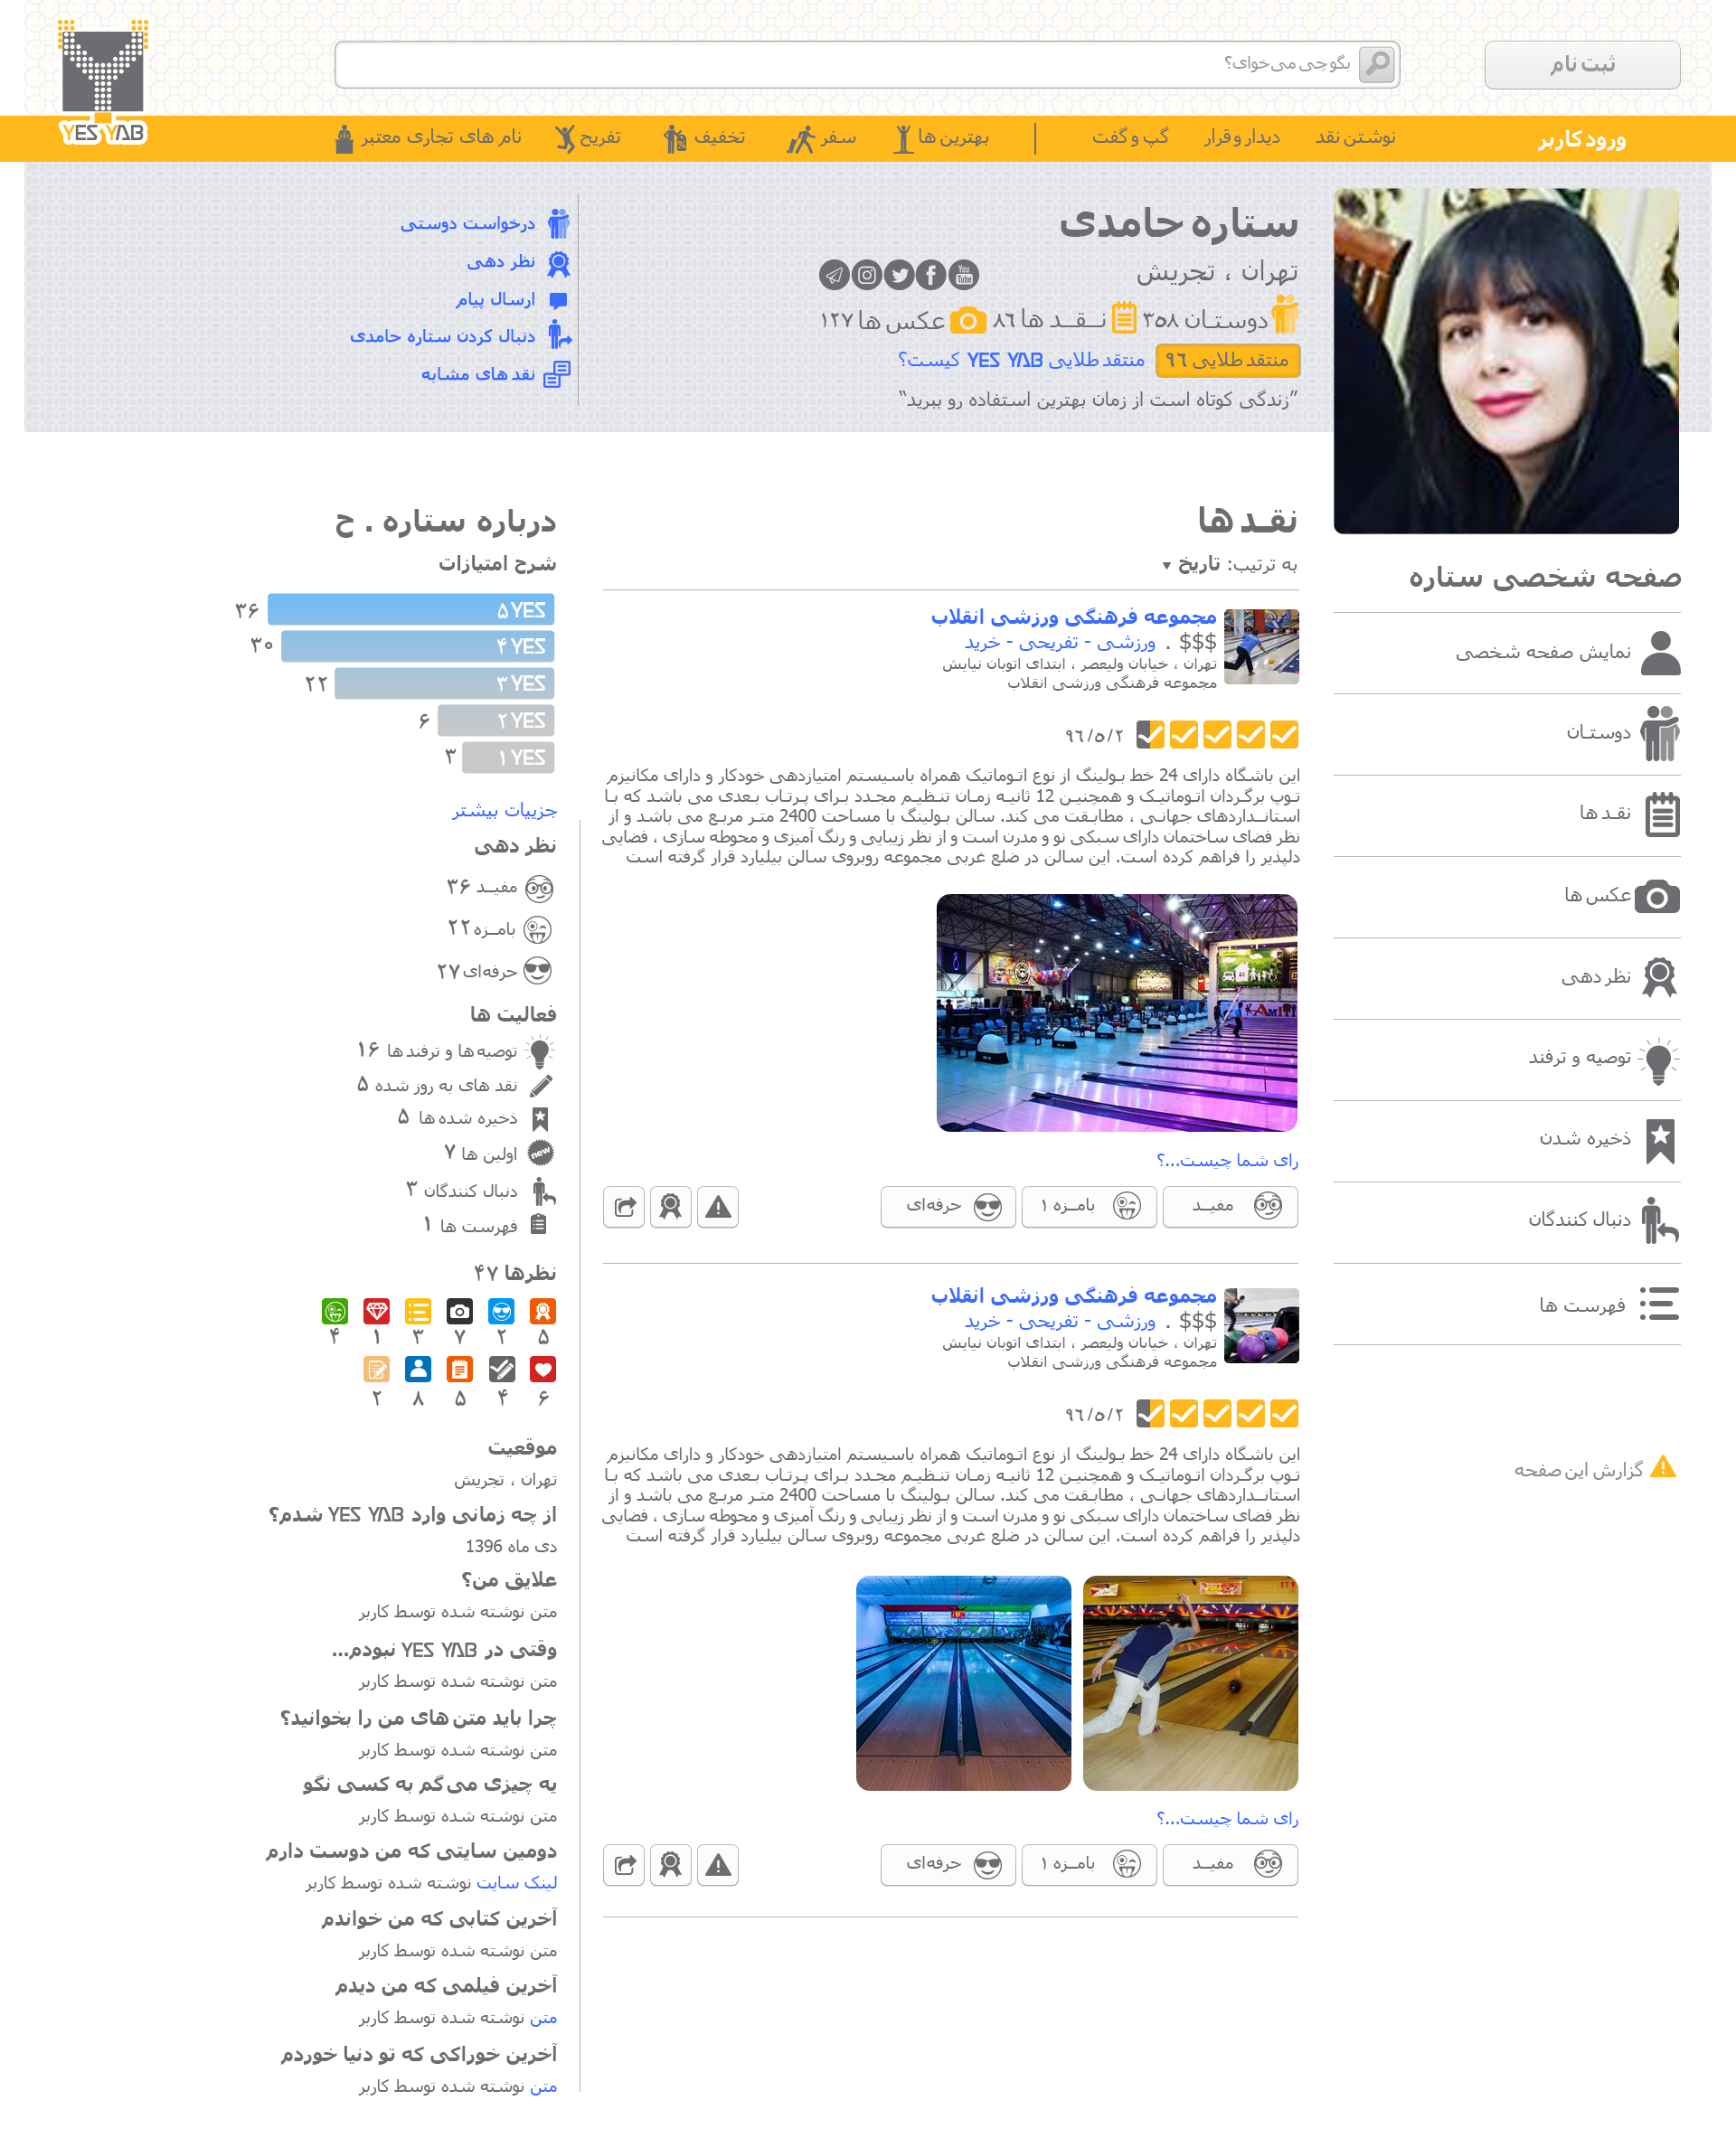 ثبت نام
بگو چی می‌خوای؟
YES YAB
ورود کاربر
نوشتن نقد
دیدار و قرار
گپ و گفت
بهترین ها
سفر
تخفیف
تفریح
نام های تجاری معتبر
ستاره حامدی
تهران ، تجریش
You Tube
دوستان ۳۵۸ نقد ها ۸۶ عکس ها ۱۲۷
منتقد طلایی ۹۶ منتقد طلایی YES YAB کیست؟
”زندگی کوتاه است از زمان بهترین استفاده رو ببرید“
درخواست دوستی
نظر دهی
ارسال پیام
دنبال کردن ستاره حامدی
نقد های مشابه
صفحه شخصی ستاره
نمایش صفحه شخصی
دوستان
نقد ها
عکس ها
نظر دهی
توصیه و ترفند
ذخیره شدن
دنبال کنندگان
فهرست ها
گزارش این صفحه
نقد ها
به ترتیب: تاریخ ▼
مجموعه فرهنگی ورزشی انقلاب
$$$ . ورزشی - تفریحی - خرید
تهران ، خیابان ولیعصر ، ابتدای اتوبان نیایش
مجموعه فرهنگی ورزشی انقلاب
۹۶/۵/۲
این باشگاه دارای 24 خط بولینگ از نوع اتوماتیک همراه باسیستم امتیازدهی خودکار و دارای مکانیزم
توپ برگردان اتوماتیک و همچنین 12 ثانیه زمان تنظیم مجدد برای پرتاب بعدی می باشد که با
استانداردهای جهانی ، مطابقت می کند. سالن بولینگ با مساحت 2400 متر مربع می باشد و از
نظر فضای ساختمان دارای سبکی نو و مدرن است و از نظر زیبایی و رنگ آمیزی و محوطه سازی ، فضایی
دلپذیر را فراهم کرده است. این سالن در ضلع غربی مجموعه روبروی سالن بیلیارد قرار گرفته است
رای شما چیست...؟
مفید
بامزه ۱
حرفه‌ای
مجموعه فرهنگی ورزشی انقلاب
$$$ . ورزشی - تفریحی - خرید
تهران ، خیابان ولیعصر ، ابتدای اتوبان نیایش
مجموعه فرهنگی ورزشی انقلاب
۹۶/۵/۲
این باشگاه دارای 24 خط بولینگ از نوع اتوماتیک همراه باسیستم امتیازدهی خودکار و دارای مکانیزم
توپ برگردان اتوماتیک و همچنین 12 ثانیه زمان تنظیم مجدد برای پرتاب بعدی می باشد که با
استانداردهای جهانی ، مطابقت می کند. سالن بولینگ با مساحت 2400 متر مربع می باشد و از
نظر فضای ساختمان دارای سبکی نو و مدرن است و از نظر زیبایی و رنگ آمیزی و محوطه سازی ، فضایی
دلپذیر را فراهم کرده است. این سالن در ضلع غربی مجموعه روبروی سالن بیلیارد قرار گرفته است
رای شما چیست...؟
مفید
بامزه ۱
حرفه‌ای
درباره ستاره . ح
شرح امتیازات
۵ YES ۳۶
۴ YES ۳۰
۳ YES ۲۲
۲ YES ۶
۱ YES ۳
جزییات بیشتر
نظر دهی
مفید ۳۶
بامزه ۲۲
حرفه‌ای ۲۷
فعالیت ها
توصیه ها و ترفند ها ۱۶
نقد های به روز شده ۵
ذخیره شده ها ۵
new اولین ها ۷
دنبال کنندگان ۳
فهرست ها ۱
نظرها ۴۷
۵ ۲ ۷ ۳ ۱ ۴
۶ ۴ ۵ ۸ ۲
موقعیت
تهران ، تجریش
از چه زمانی وارد YES YAB شدم؟
دی ماه 1396
علایق من؟
متن نوشته شده توسط کاربر
وقتی در YES YAB نبودم...
متن نوشته شده توسط کاربر
چرا باید متن های من را بخوانید؟
متن نوشته شده توسط کاربر
یه چیزی می گم به کسی نگو
متن نوشته شده توسط کاربر
دومین سایتی که من دوست دارم
لینک سایت نوشته شده توسط کاربر
آخرین کتابی که من خواندم
متن نوشته شده توسط کاربر
آخرین فیلمی که من دیدم
متن نوشته شده توسط کاربر
آخرین خوراکی که تو دنیا خوردم
متن نوشته شده توسط کاربر